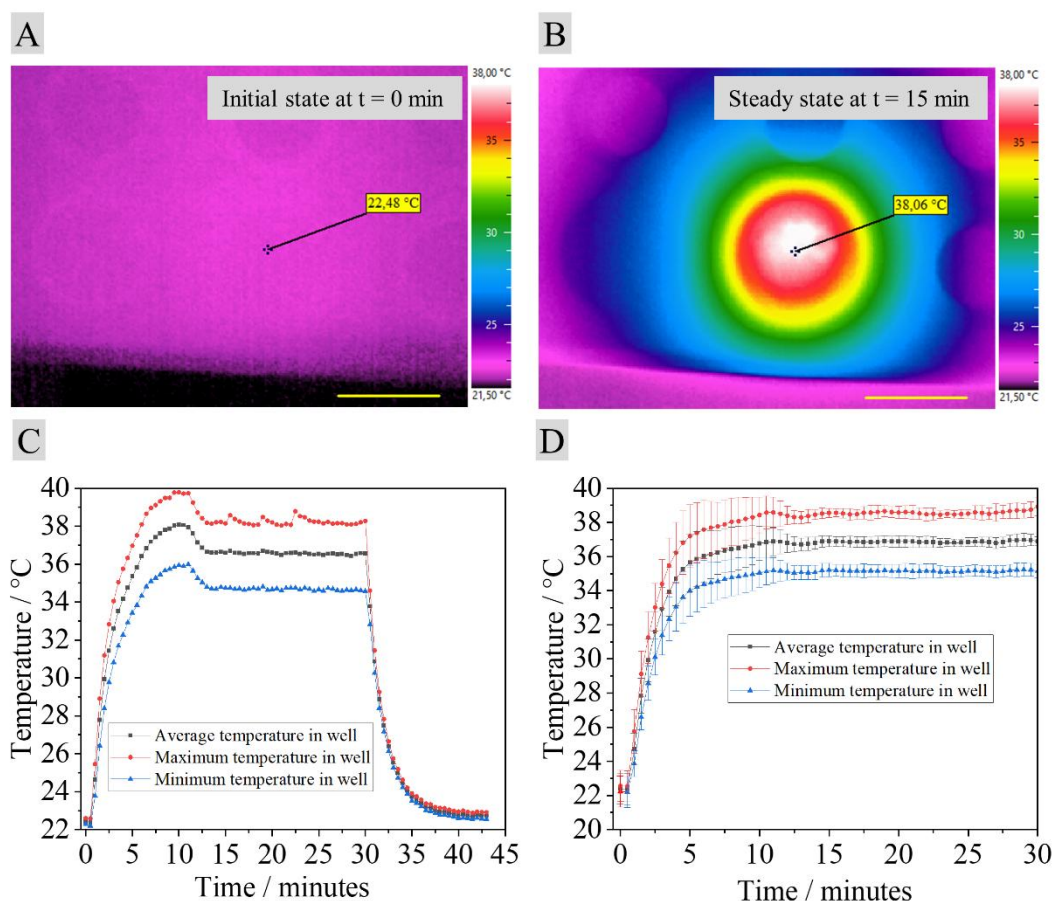 A
B
Initial state at t = 0 min
38,00 °C
22,48 °C
35
30
25
21,50 °C
Steady state at t = 15 min
38,00 °C
38,06 °C
35
30
25
21,50 °C
C
D
Temperature / °C
40
38
36
34
32
30
28
26
24
22
Average temperature in well
Maximum temperature in well
Minimum temperature in well
0 5 10 15 20 25 30 35 40 45
Time / minutes
Temperature / °C
40
38
36
34
32
30
28
26
24
22
20
Average temperature in well
Maximum temperature in well
Minimum temperature in well
0 5 10 15 20 25 30
Time / minutes